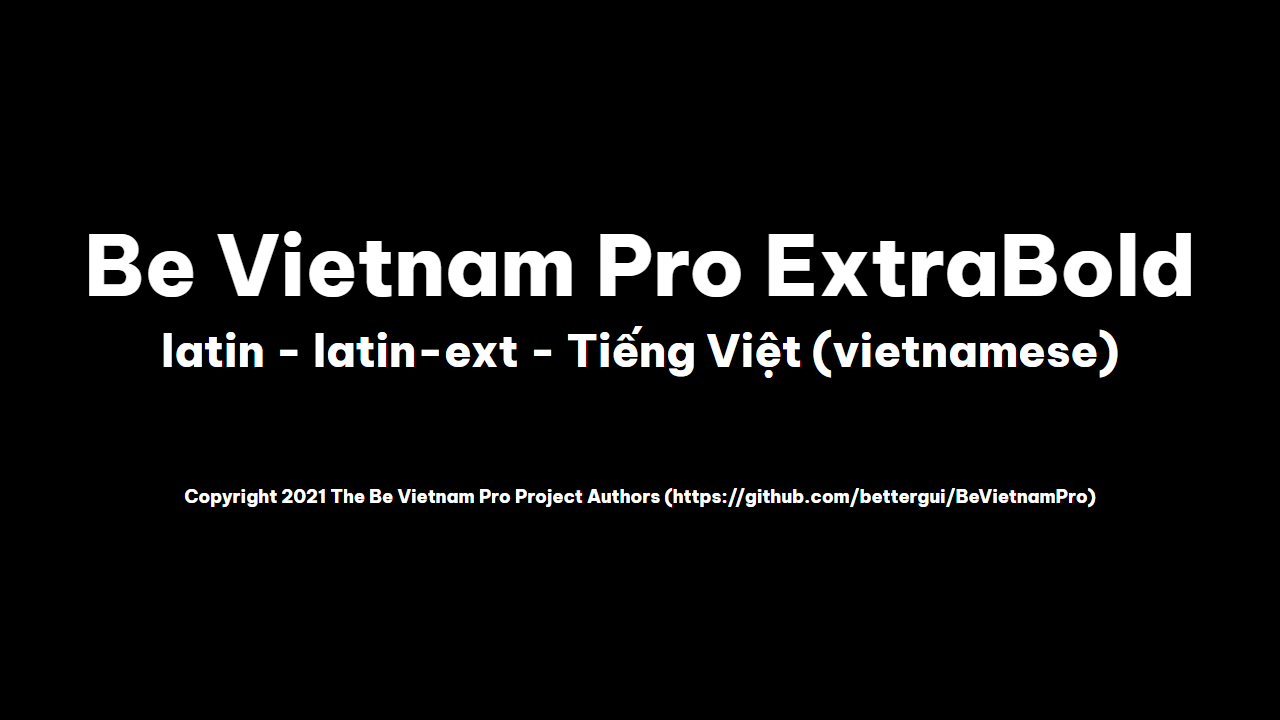 Be Vietnam Pro ExtraBold
latin - latin-ext - Tiếng Việt (vietnamese)
Copyright 2021 The Be Vietnam Pro Project Authors (https://github.com/bettergui/BeVietnamPro)